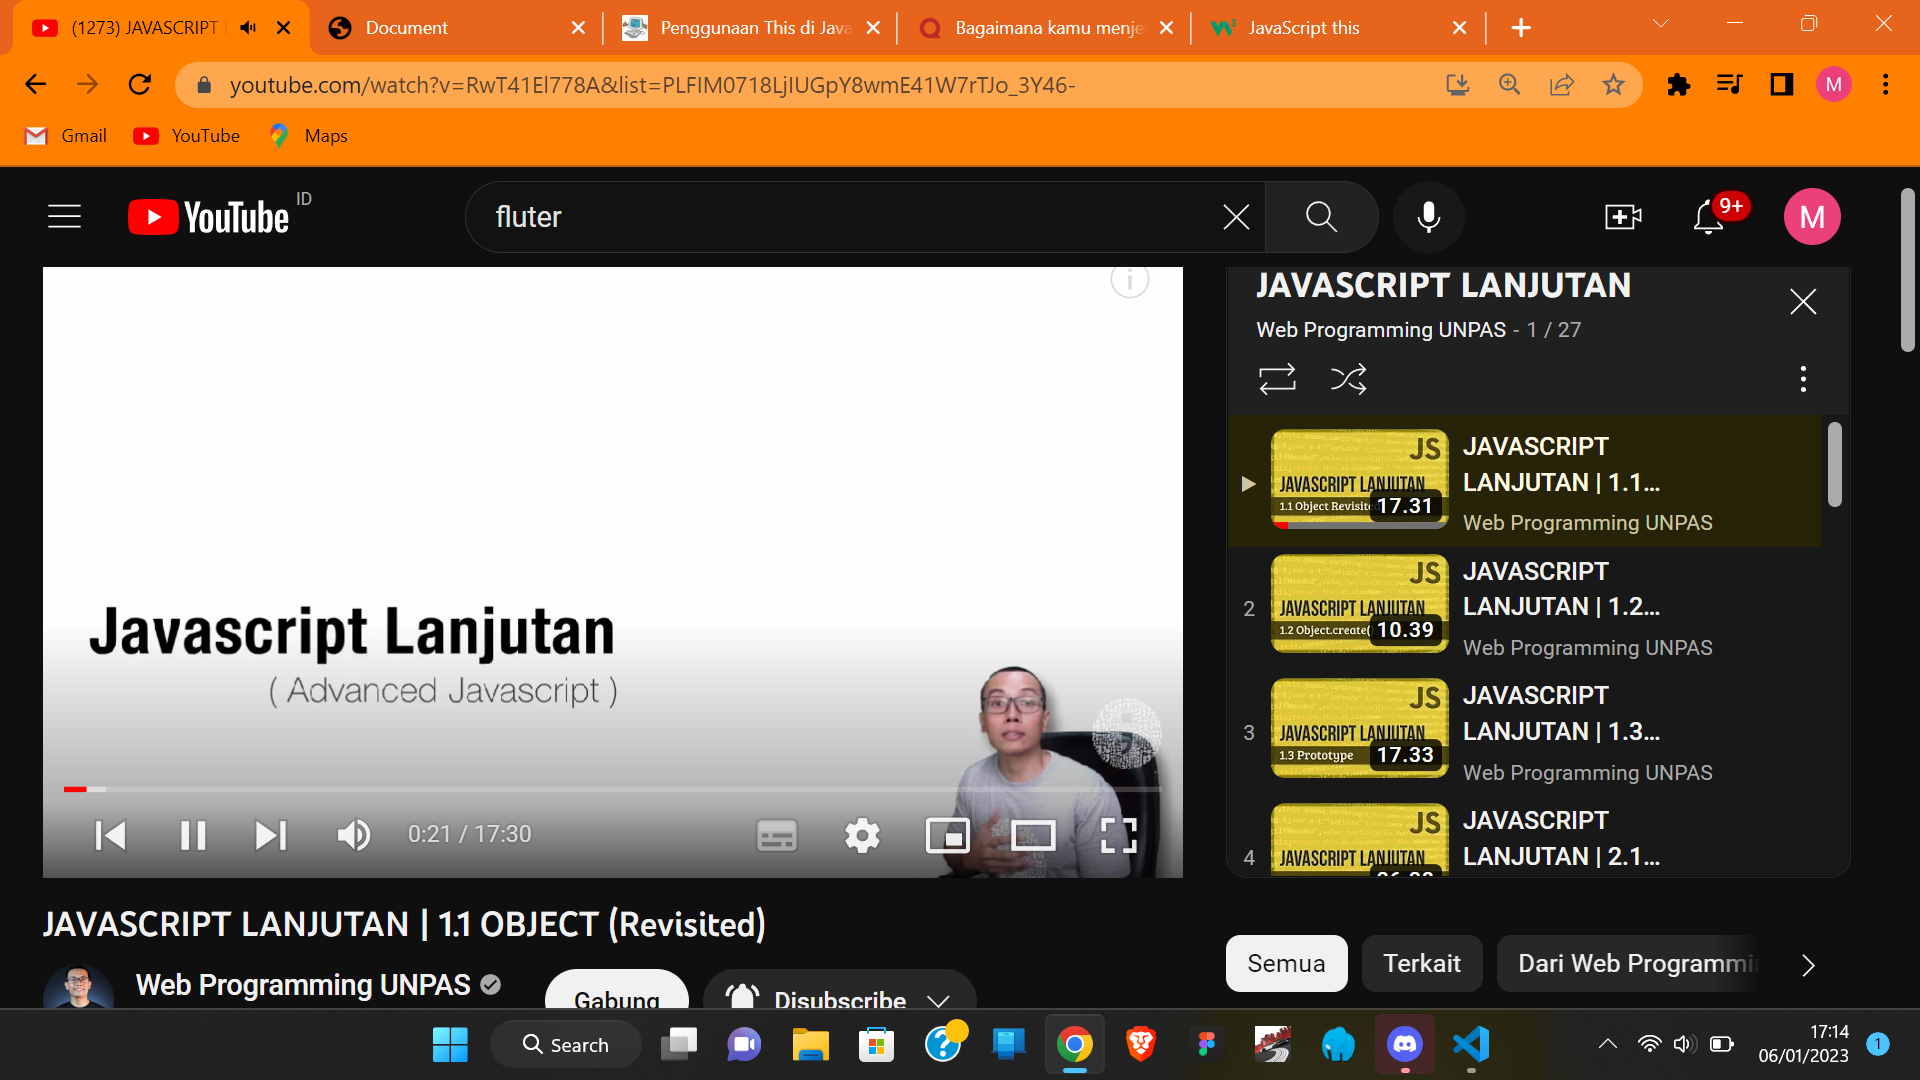 (1273) JAVASCRIPT
Document
Penggunaan This di Java
Bagaimana kamu menje
JavaScript this
youtube.com/watch?v=RwT41El778A&list=PLFIM0718LjIUGpY8wmE41W7rTJo_3Y46-
M
Gmail
YouTube
Maps
YouTube
ID
fluter
9+
M
Javascript Lanjutan
( Advanced Javascript )
0:21 / 17:30
JAVASCRIPT LANJUTAN
Web Programming UNPAS - 1 / 27
JS
JAVASCRIPT LANJUTAN
1.1 Object Revisited
17.31
JAVASCRIPT
LANJUTAN | 1.1...
Web Programming UNPAS
2
JS
JAVASCRIPT LANJUTAN
1.2 Object.create()
10.39
JAVASCRIPT
LANJUTAN | 1.2...
Web Programming UNPAS
3
JS
JAVASCRIPT LANJUTAN
1.3 Prototype
17.33
JAVASCRIPT
LANJUTAN | 1.3...
Web Programming UNPAS
4
JS
JAVASCRIPT LANJUTAN
JAVASCRIPT
LANJUTAN | 2.1...
JAVASCRIPT LANJUTAN | 1.1 OBJECT (Revisited)
Web Programming UNPAS
Gabung
Disubscribe
Semua
Terkait
Dari Web Programmi
Search
17:14
06/01/2023
1